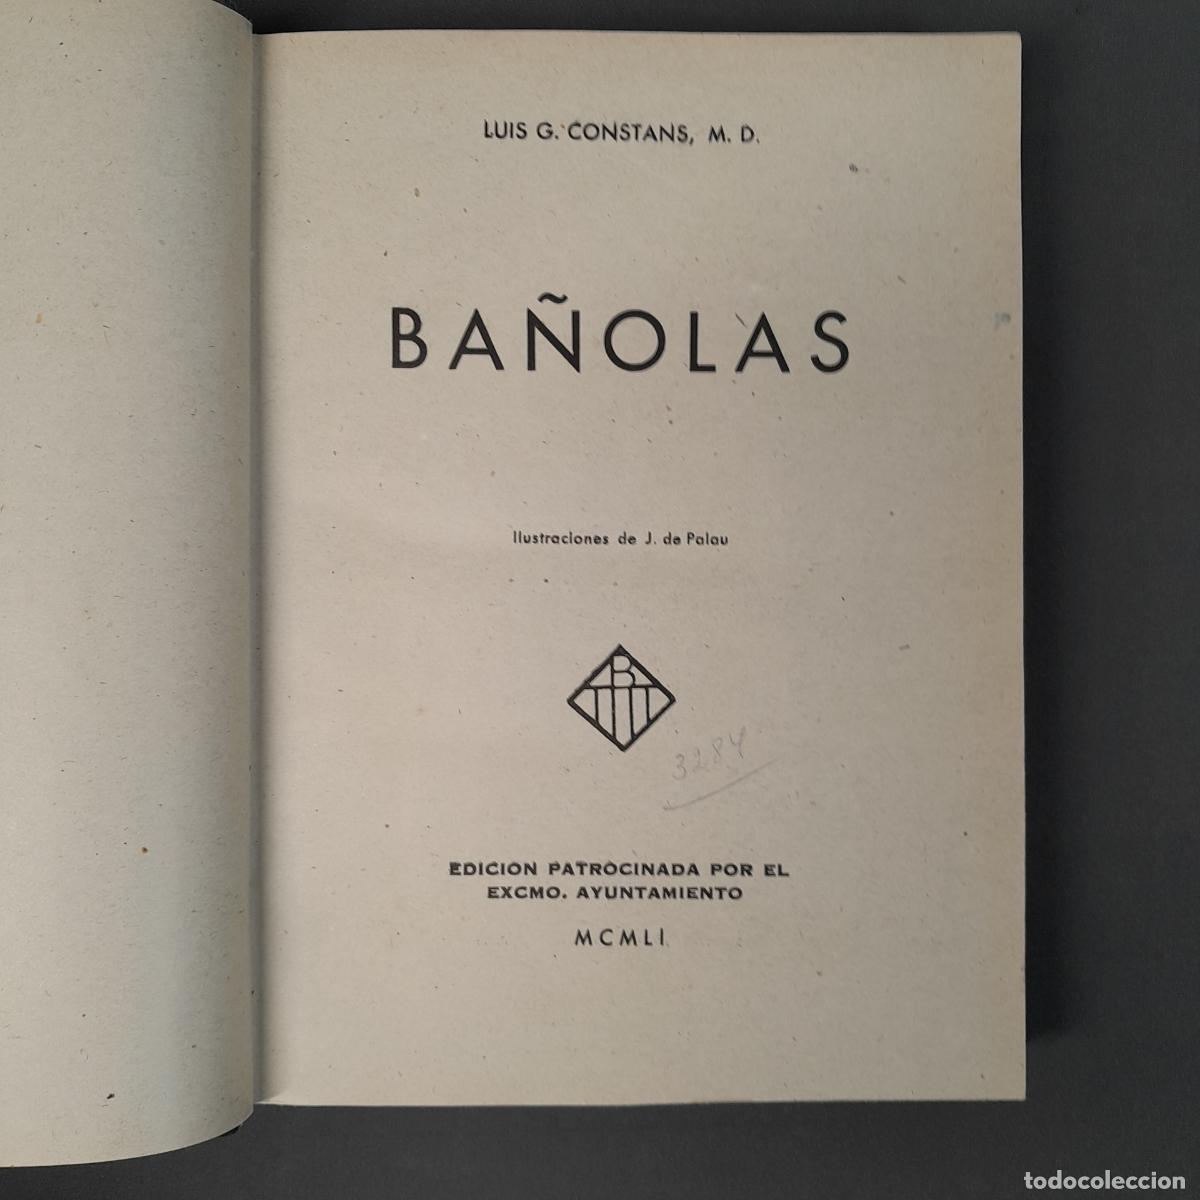 LUIS G. CONSTANS, M. D.
BAÑOLAS
Ilustraciones de J. de Palau
B
3284
EDICION PATROCINADA POR EL
EXCMO. AYUNTAMIENTO
MCMLI
todocoleccion